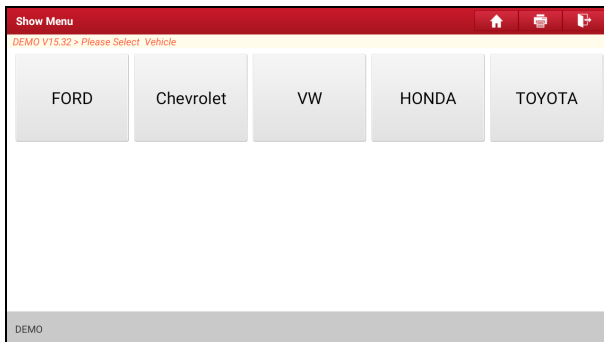 Show Menu
DEMO V15.32 > Please Select Vehicle
FORD Chevrolet VW HONDA TOYOTA
DEMO